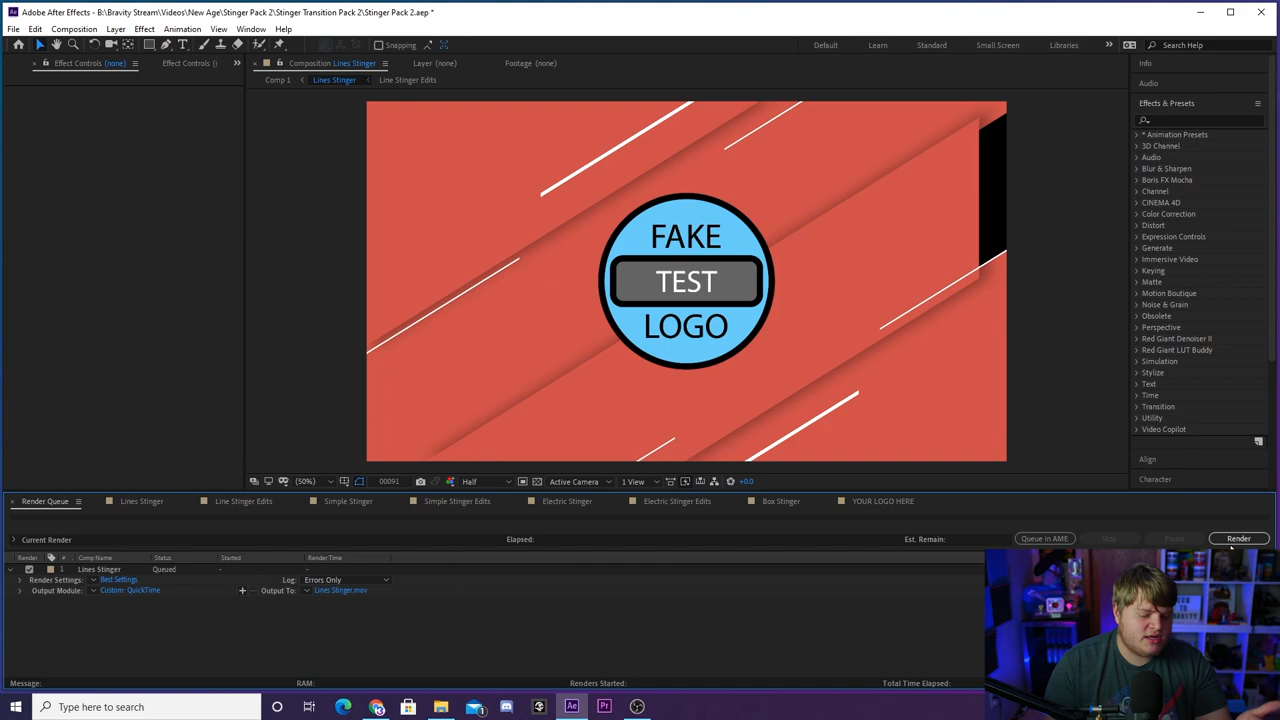 Adobe After Effects - B:\Bravity Stream\Videos\New Age\Stinger Pack 2\Stinger Transition Pack 2\Stinger Pack 2.aep *
File Edit Composition Layer Effect Animation View Window Help
Snapping Default Learn Standard Small Screen Libraries Search Help
Effect Controls (none) Effect Controls ( Composition Lines Stinger Layer (none) Footage (none) Info
Comp 1 Lines Stinger Line Stinger Edits
Audio
Effects & Presets
* Animation Presets
3D Channel
Audio
Blur & Sharpen
Boris FX Mocha
Channel
CINEMA 4D
Color Correction
Distort
Expression Controls
Generate
Immersive Video
Keying
Matte
Motion Boutique
Noise & Grain
Obsolete
Perspective
Red Giant Denoiser II
Red Giant LUT Buddy
Simulation
Stylize
Text
Time
Transition
Utility
Video Copilot
Align
Character
FAKE
TEST
LOGO
(50%) 00091 Half Active Camera 1 View +0.0
Render Queue Lines Stinger Line Stinger Edits Simple Stinger Simple Stinger Edits Electric Stinger Electric Stinger Edits Box Stinger YOUR LOGO HERE
Current Render Elapsed: Est. Remain: Queue in AME Stop Pause Render
Render # Comp Name Status Started Render Time
1 Lines Stinger Queued - -
Render Settings: Best Settings Log: Errors Only
Output Module: Custom: QuickTime Output To: Lines Stinger.mov
Message: RAM: Renders Started: Total Time Elapsed:
Type here to search